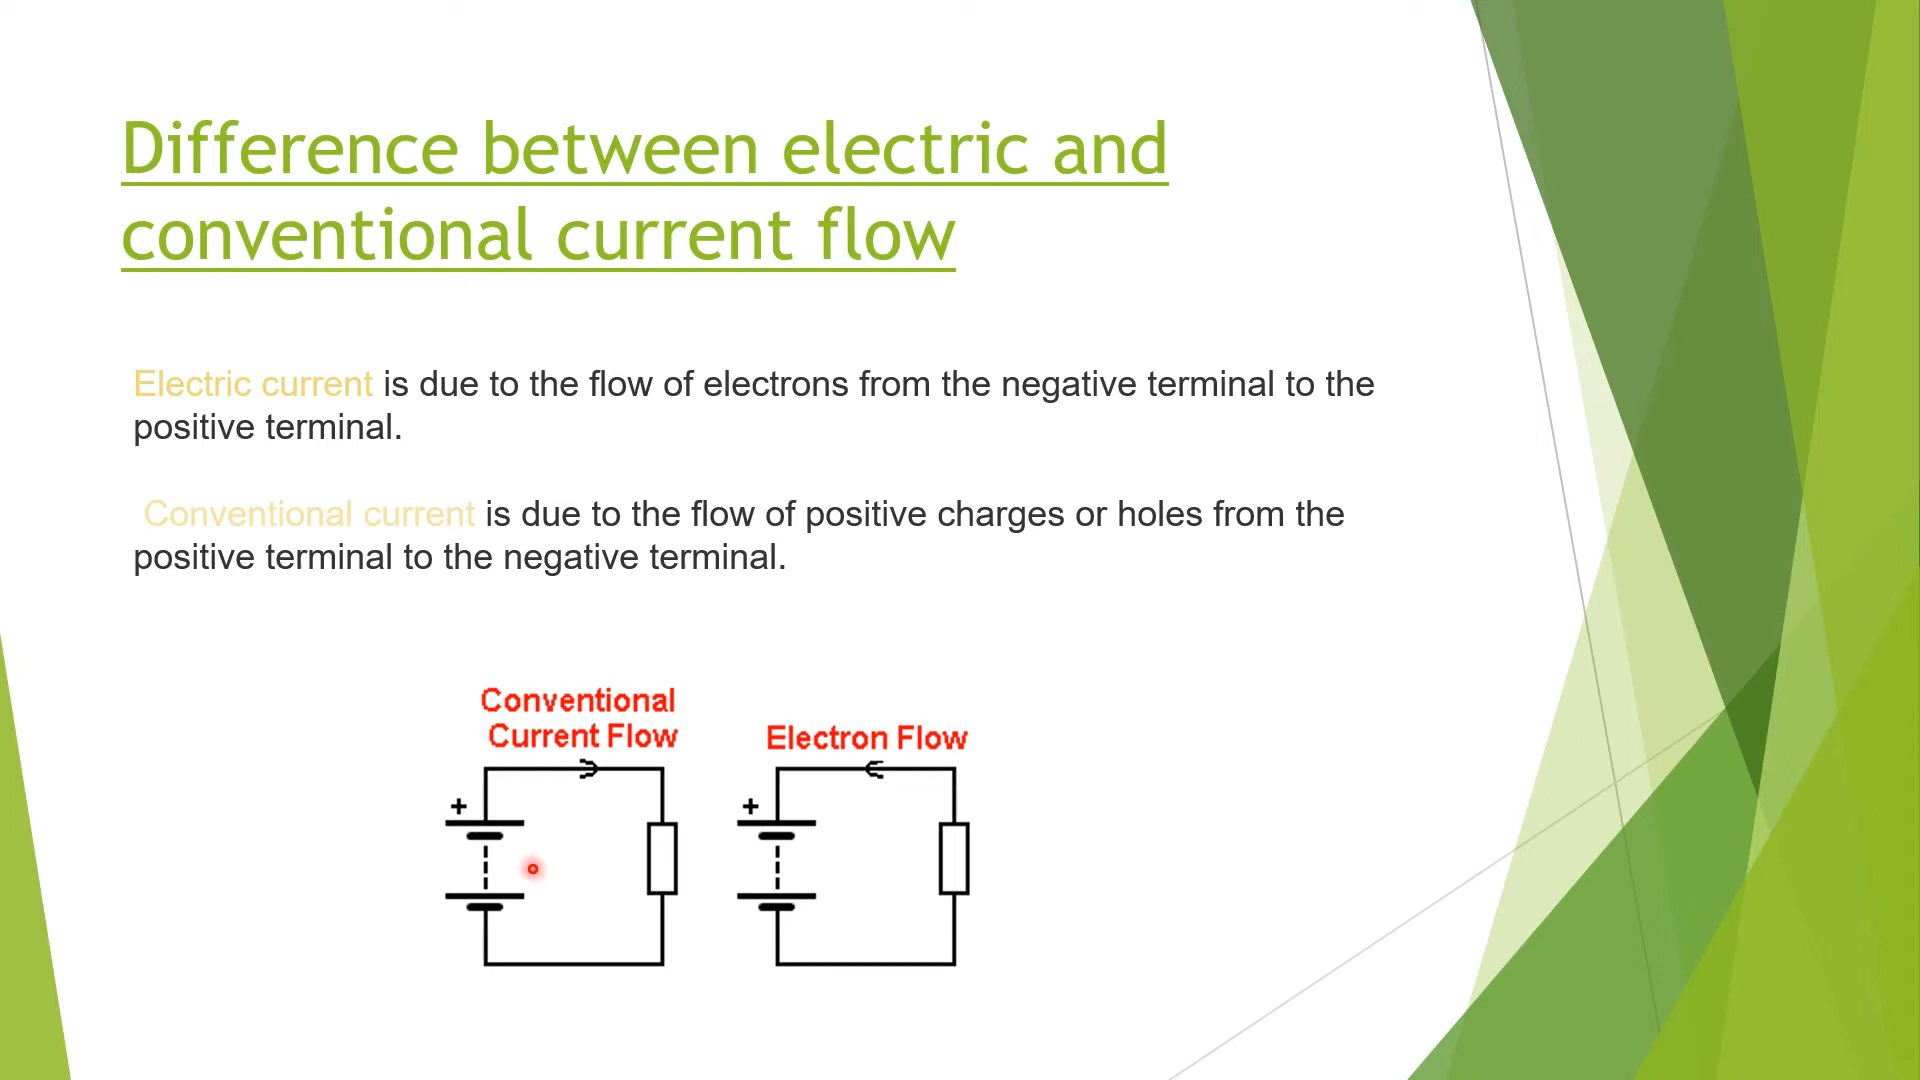 Difference between electric and
conventional current flow
Electric current is due to the flow of electrons from the negative terminal to the
positive terminal.
Conventional current is due to the flow of positive charges or holes from the
positive terminal to the negative terminal.
Conventional
Current Flow
Electron Flow
+
+